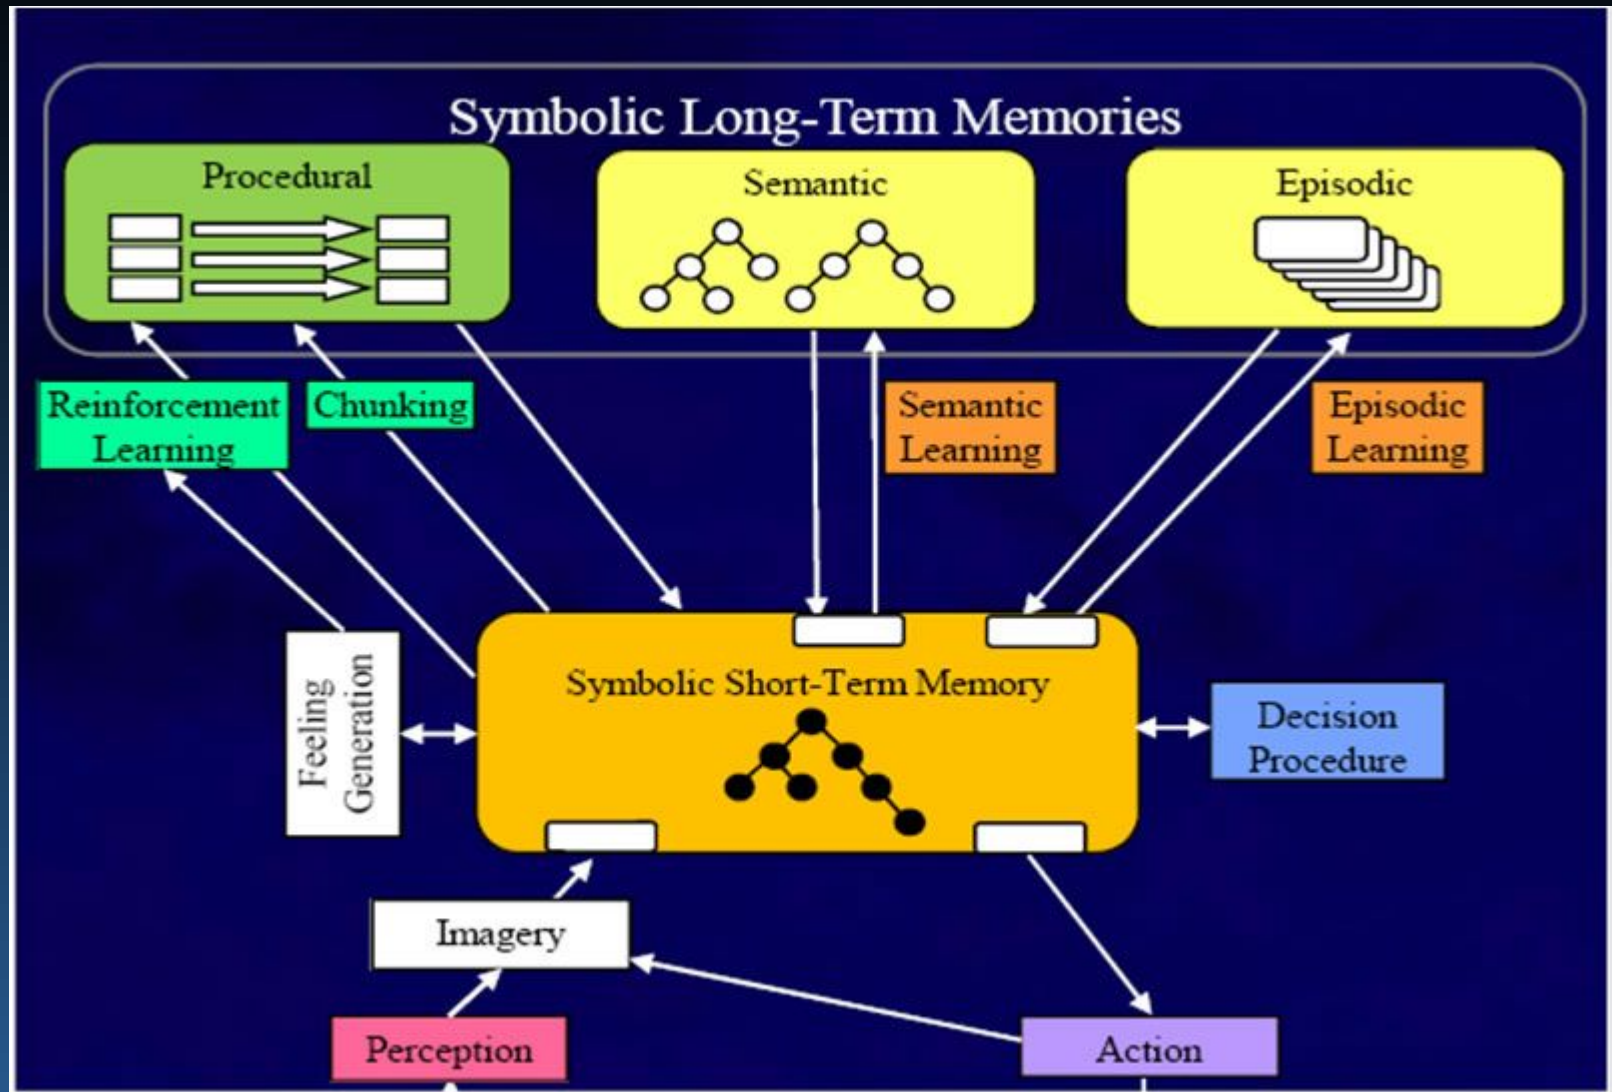 Symbolic Long-Term Memories
Procedural
Semantic
Episodic
Reinforcement
Learning
Chunking
Semantic
Learning
Episodic
Learning
Feeling
Generation
Symbolic Short-Term Memory
Decision
Procedure
Imagery
Perception
Action